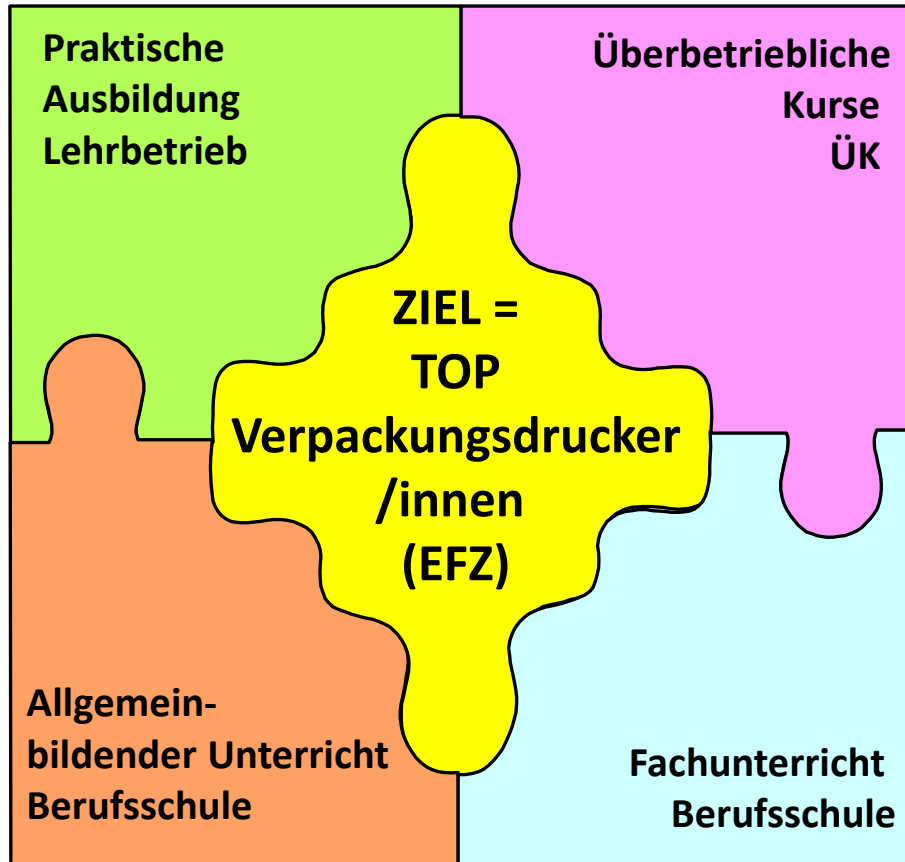 Praktische
Ausbildung
Lehrbetrieb
Überbetriebliche
Kurse
ÜK
ZIEL =
TOP
Verpackungsdrucker
/innen
(EFZ)
Allgemein-
bildender Unterricht
Berufsschule
Fachunterricht
Berufsschule